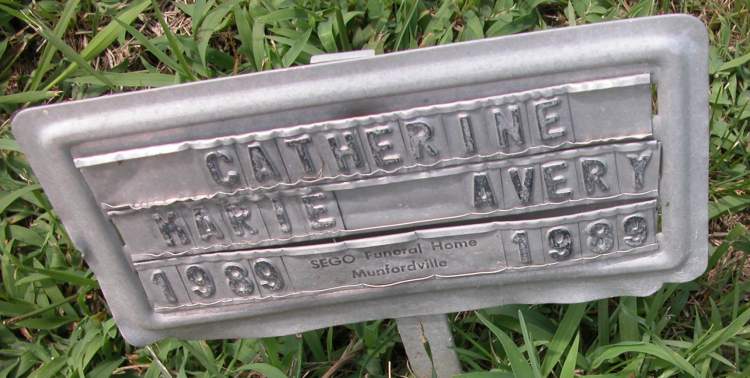 CATHERINE
MARIE AVERY
1989 SEGO Funeral Home 1989
Munfordville